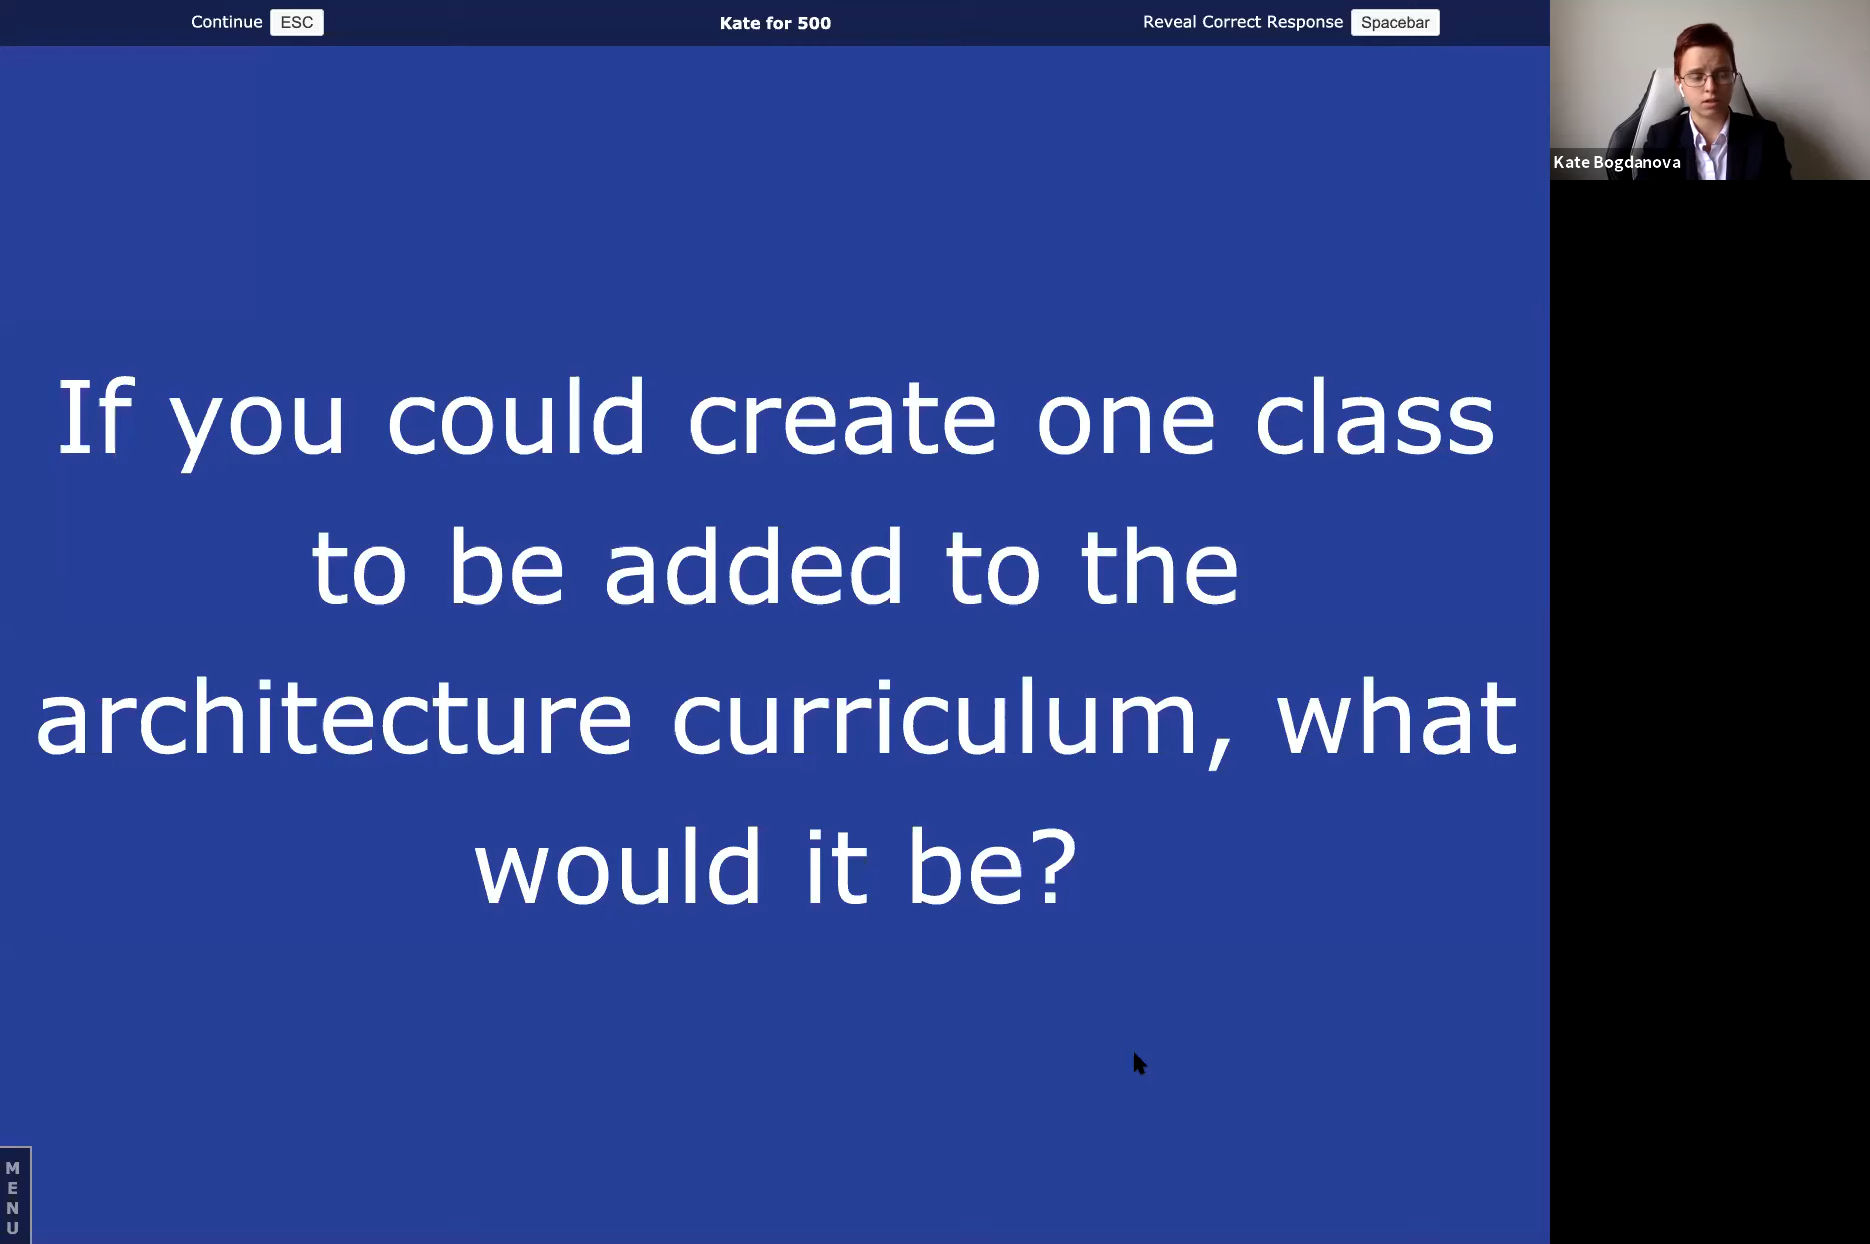 Continue ESC
Kate for 500
Reveal Correct Response Spacebar
Kate Bogdanova
If you could create one class
to be added to the
architecture curriculum, what
would it be?
MENU